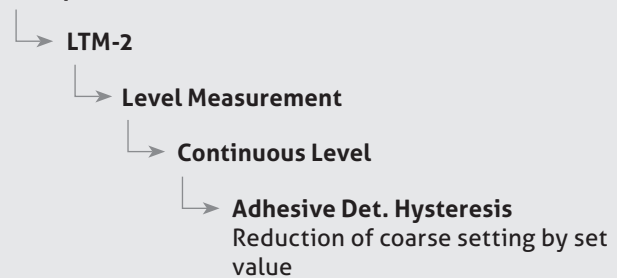 LTM-2
Level Measurement
Continuous Level
Adhesive Det. Hysteresis
Reduction of coarse setting by set
value